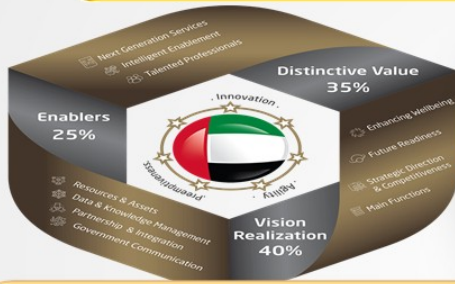 Next Generation Services
Intelligent Enablement
Talented Professionals
Distinctive Value
35%
Enablers
25%
. Innovation .
Preemptiveness.
Agility .
Enhancing Wellbeing
Future Readiness
Strategic Direction
& Competitiveness
Main Functions
Resources & Assets
Data & Knowledge Management
Partnership & Integration
Government Communication
Vision
Realization
40%